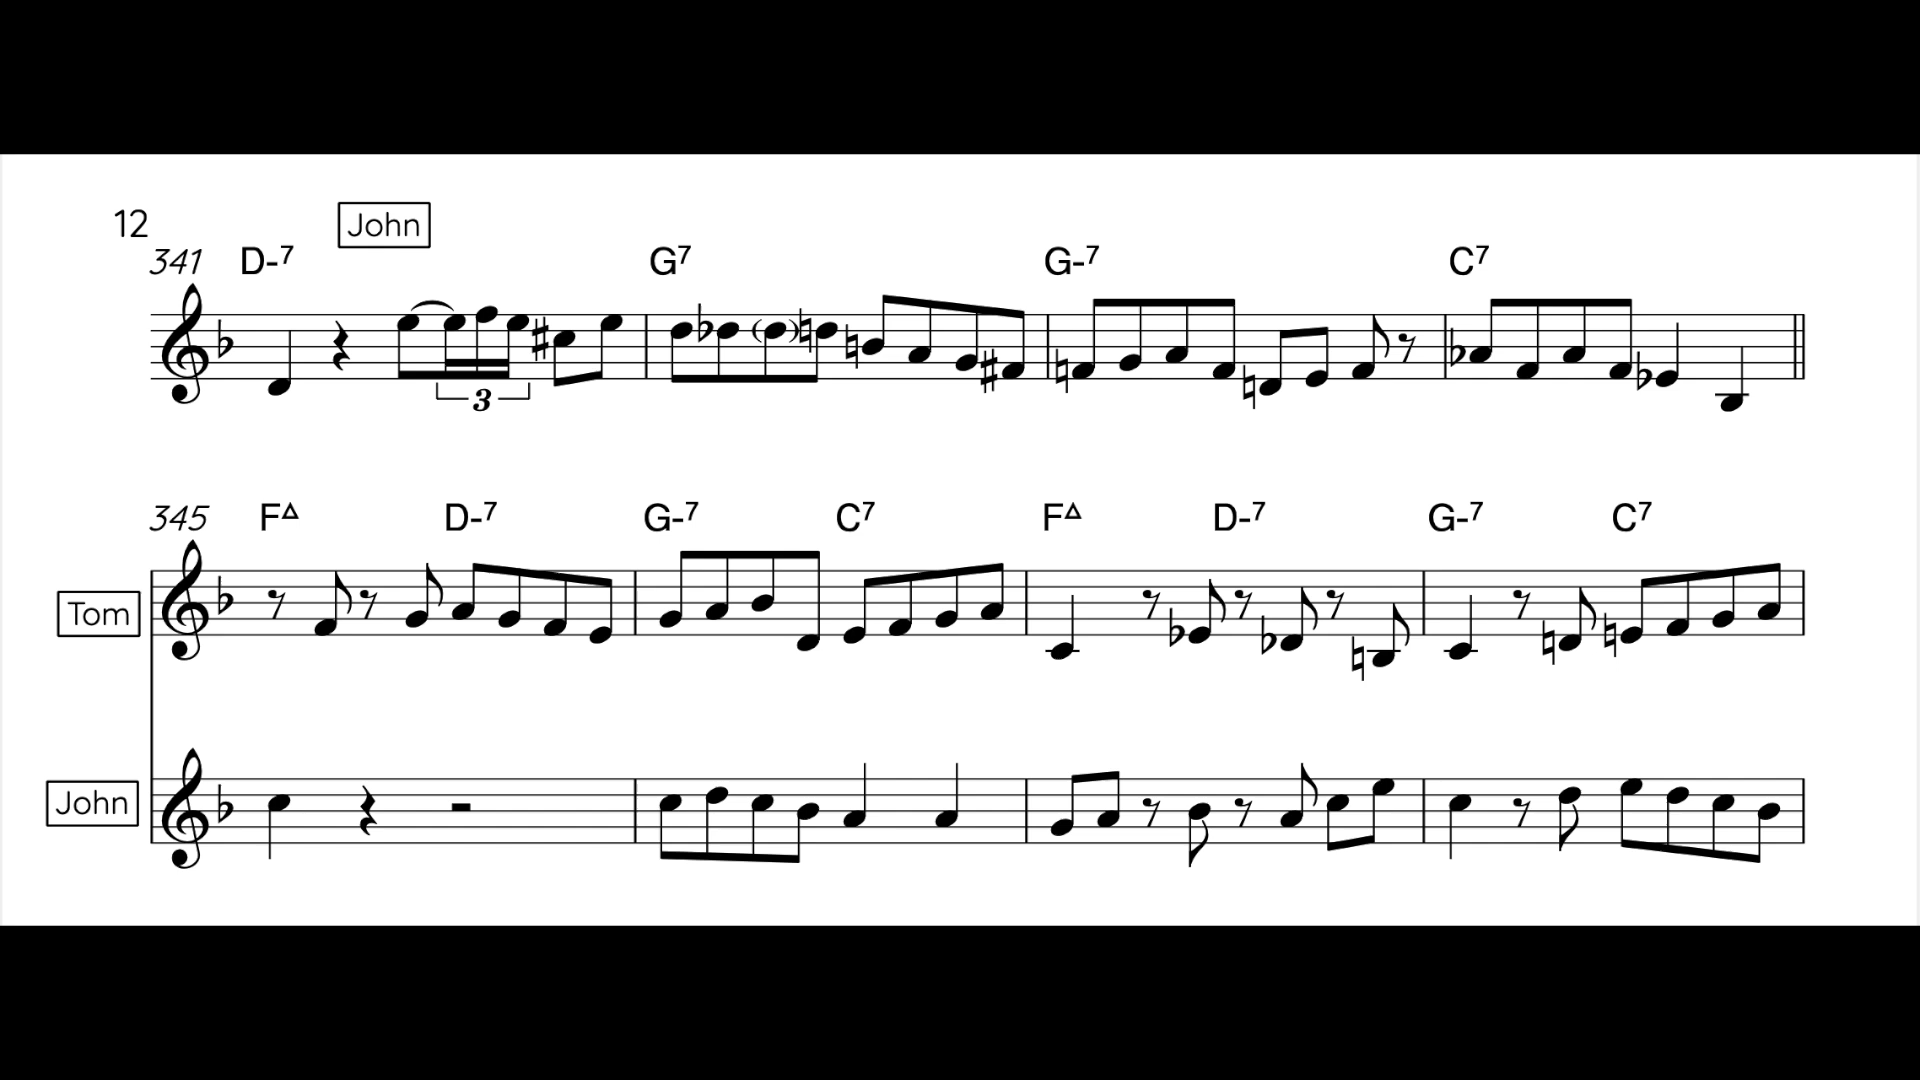 12
John
341 D-7 G7 G-7 C7
3
345 F△ D-7 G-7 C7 F△ D-7 G-7 C7
Tom
John